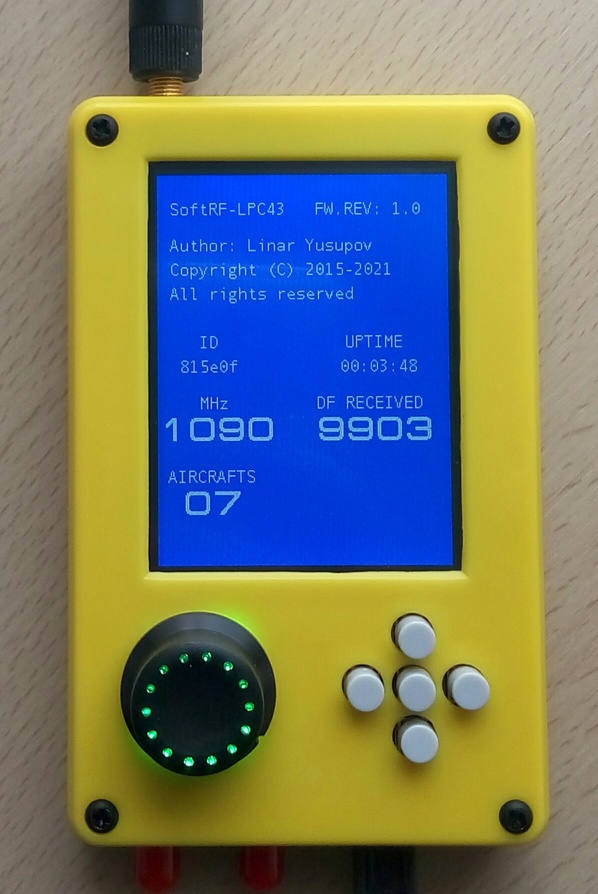 SoftRF-LPC43 FW.REV: 1.0
Author: Linar Yusupov
Copyright (C) 2015-2021
All rights reserved
ID UPTIME
815e0f 00:03:48
MHz DF RECEIVED
1090 9903
AIRCRAFTS
07